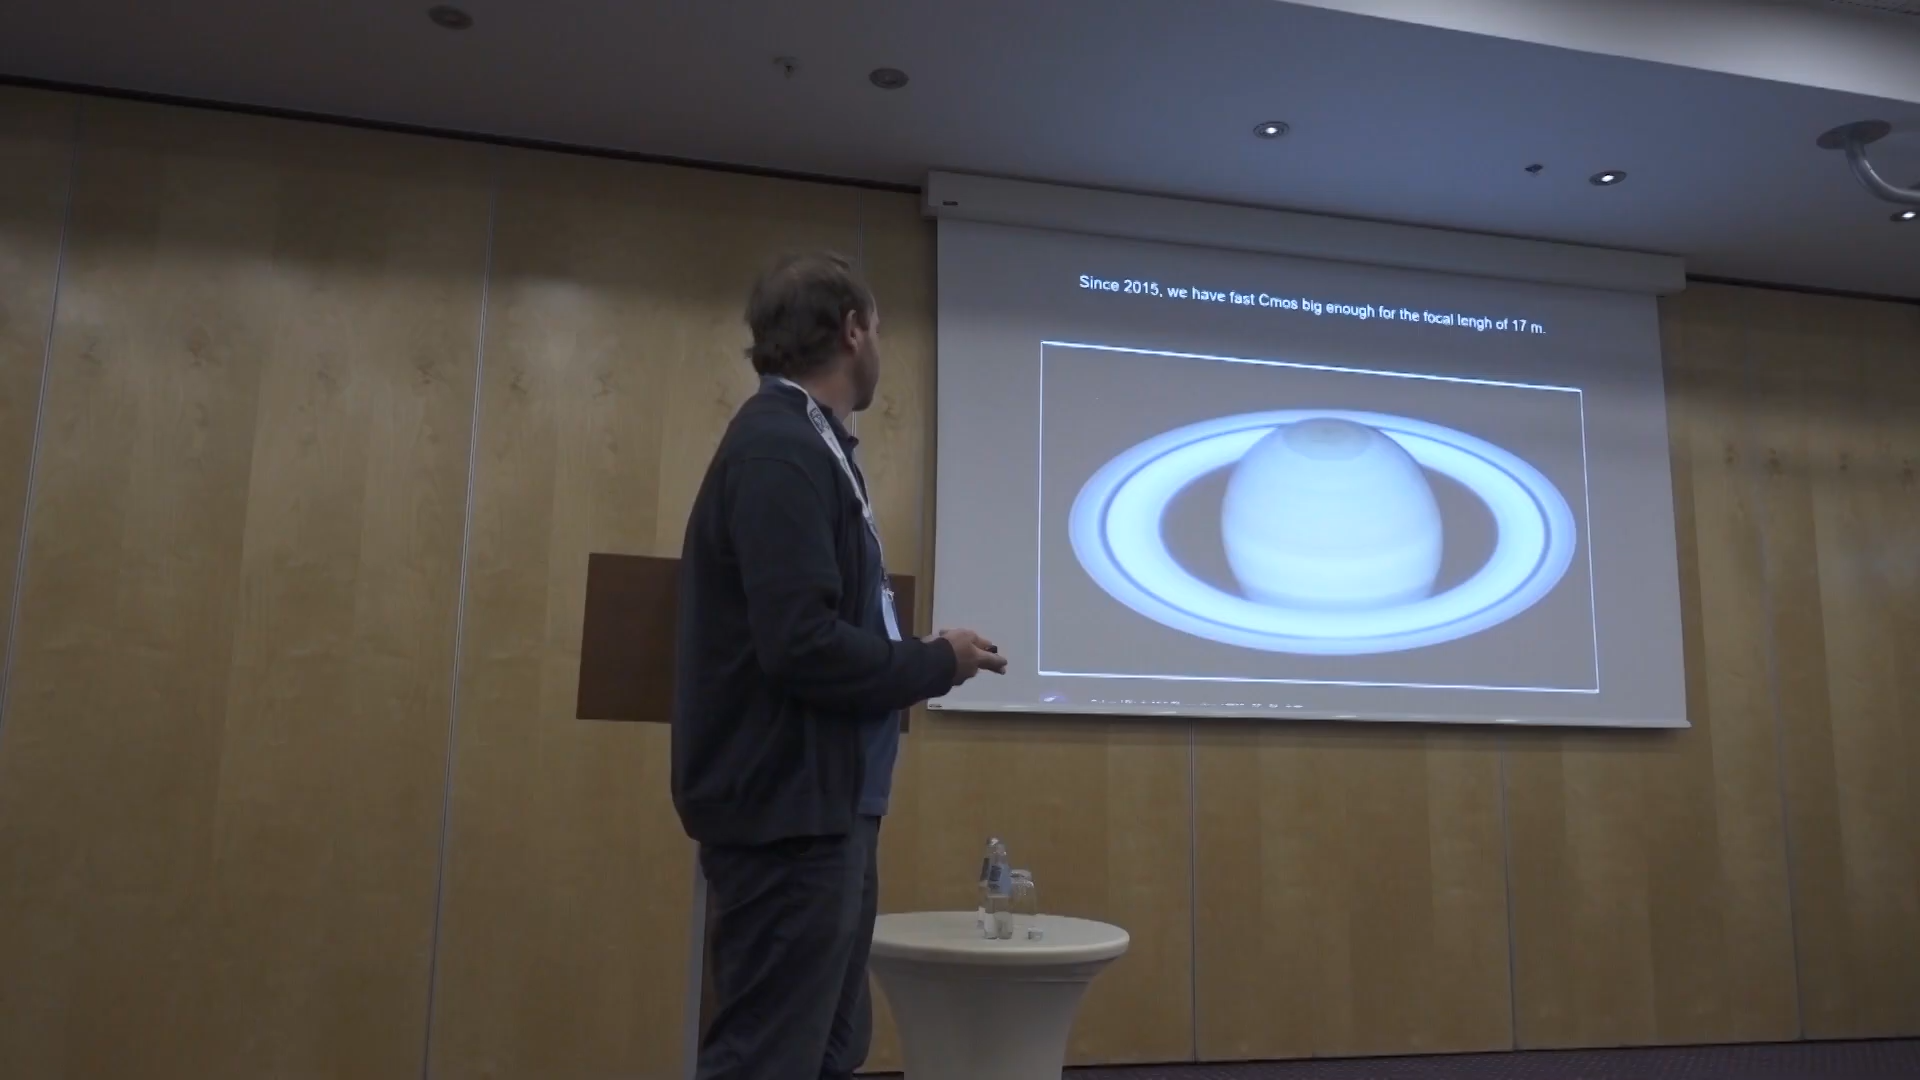 Since 2015, we have fast Cmos big enough for the focal lengh of 17 m.